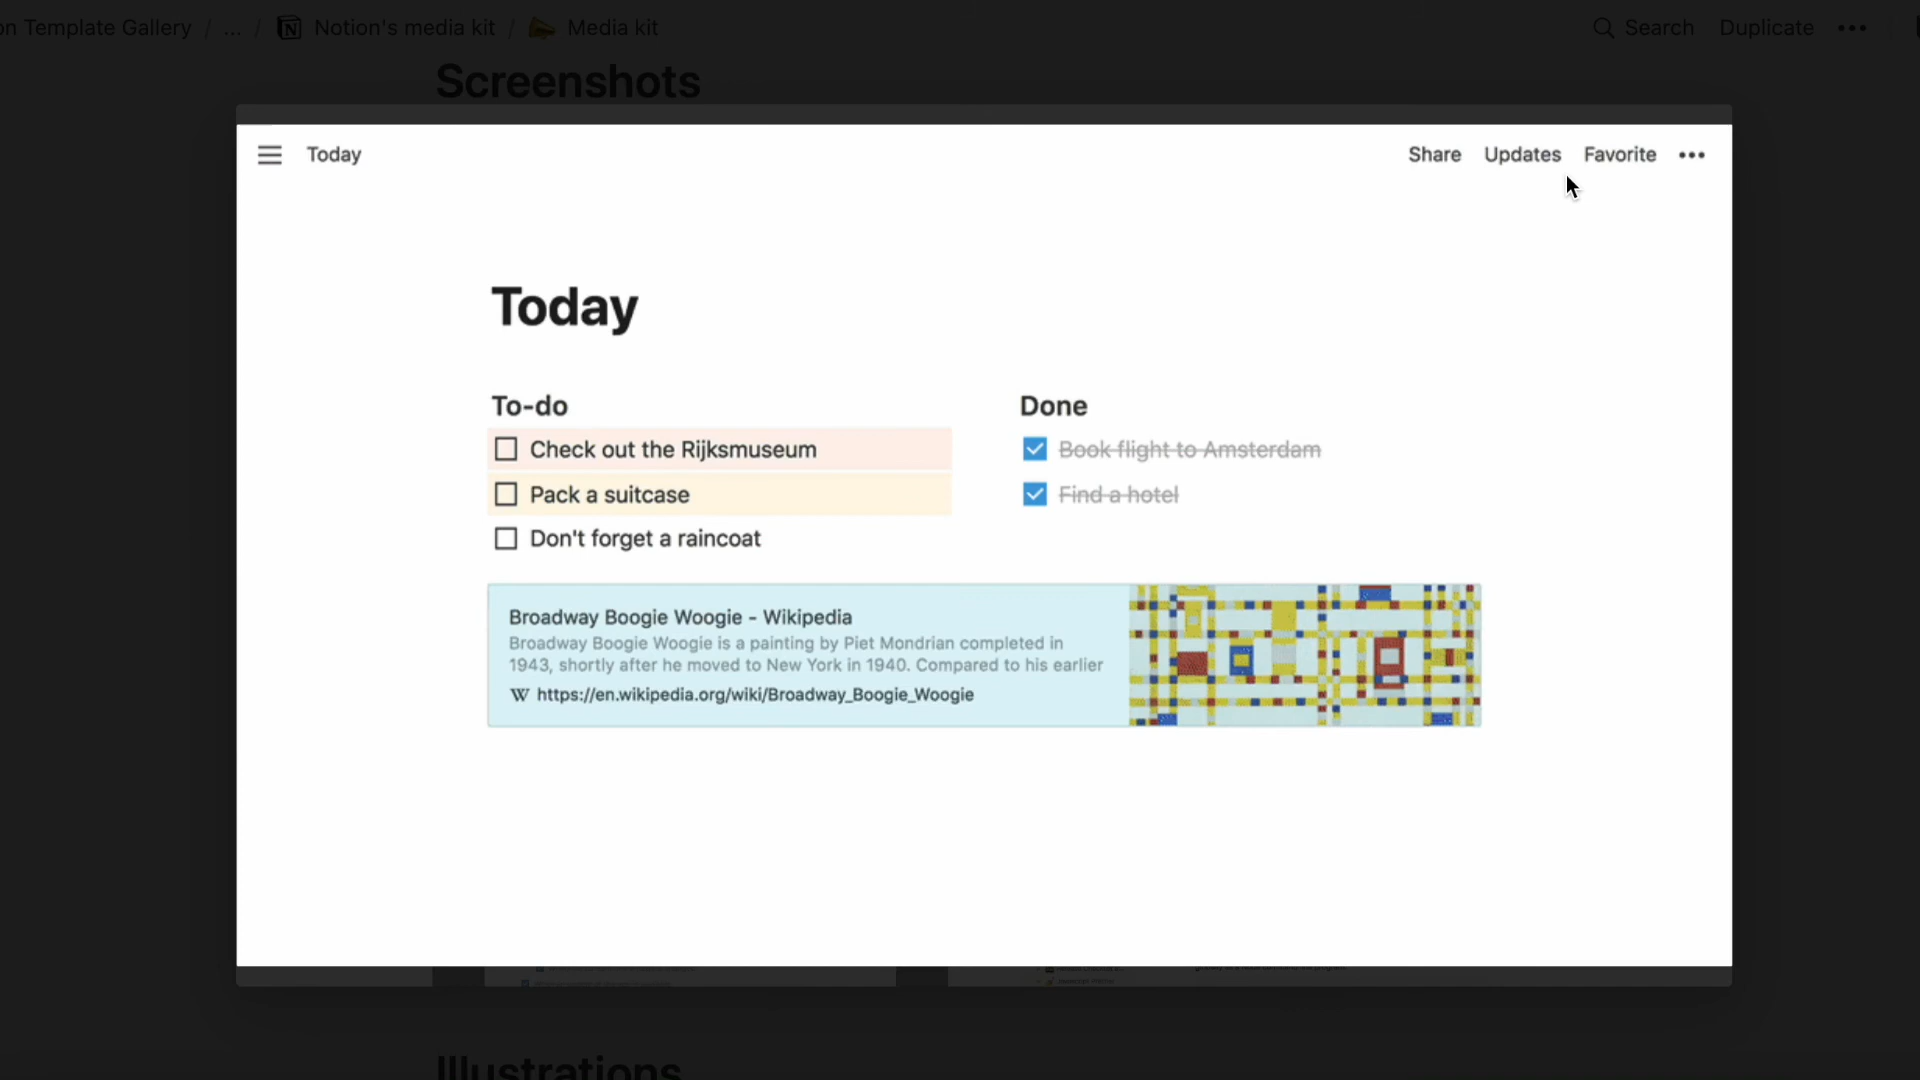 on Template Gallery / ... / Notion's media kit / Media kit
Search Duplicate
Screenshots
Today
Share Updates Favorite
Today
To-do
Done
Check out the Rijksmuseum
Book flight to Amsterdam
Pack a suitcase
Find a hotel
Don't forget a raincoat
Broadway Boogie Woogie - Wikipedia
Broadway Boogie Woogie is a painting by Piet Mondrian completed in
1943, shortly after he moved to New York in 1940. Compared to his earlier
W https://en.wikipedia.org/wiki/Broadway_Boogie_Woogie
Illustrations